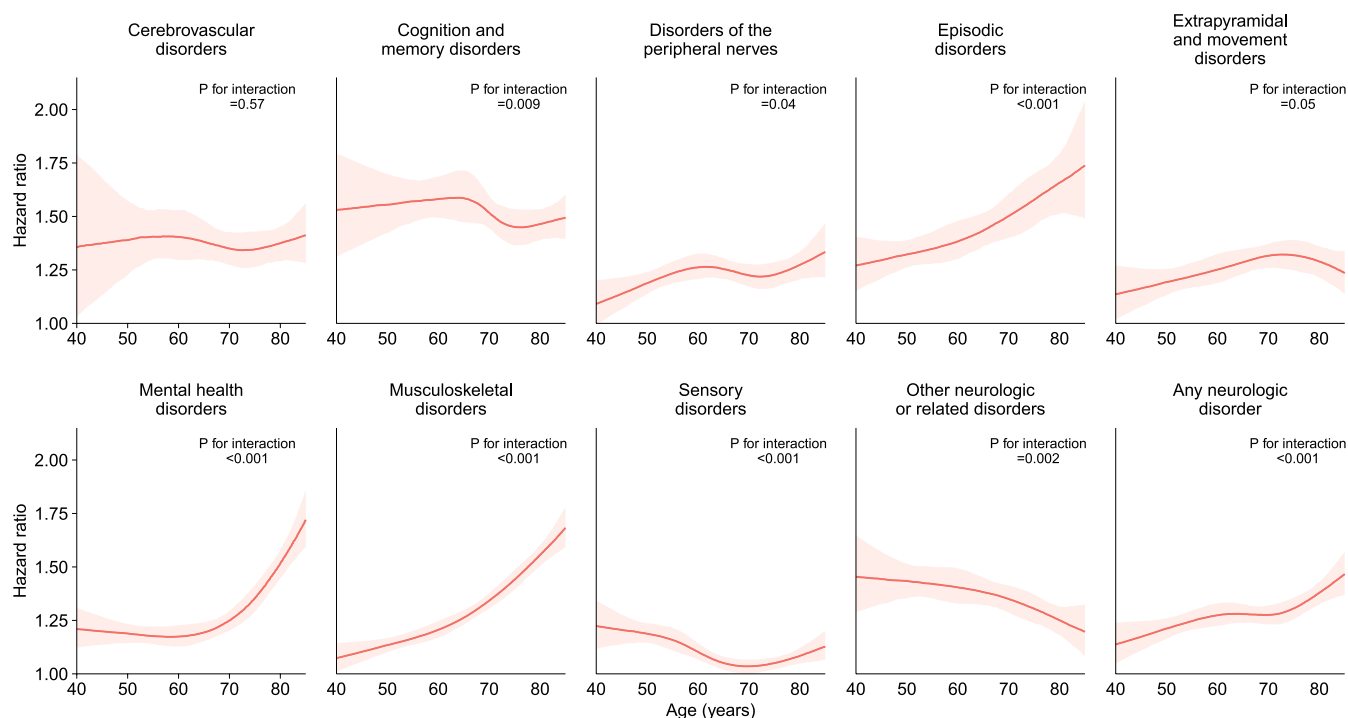 Cerebrovascular
disorders
P for interaction
=0.57
Cognition and
memory disorders
P for interaction
=0.009
Disorders of the
peripheral nerves
P for interaction
=0.04
Episodic
disorders
P for interaction
<0.001
Extrapyramidal
and movement
disorders
P for interaction
=0.05
Hazard ratio
2.00
1.75
1.50
1.25
1.00
40 50 60 70 80
40 50 60 70 80
40 50 60 70 80
40 50 60 70 80
40 50 60 70 80
Mental health
disorders
P for interaction
<0.001
Musculoskeletal
disorders
P for interaction
<0.001
Sensory
disorders
P for interaction
<0.001
Other neurologic
or related disorders
P for interaction
=0.002
Any neurologic
disorder
P for interaction
<0.001
Hazard ratio
2.00
1.75
1.50
1.25
1.00
40 50 60 70 80
40 50 60 70 80
40 50 60 70 80
40 50 60 70 80
40 50 60 70 80
Age (years)